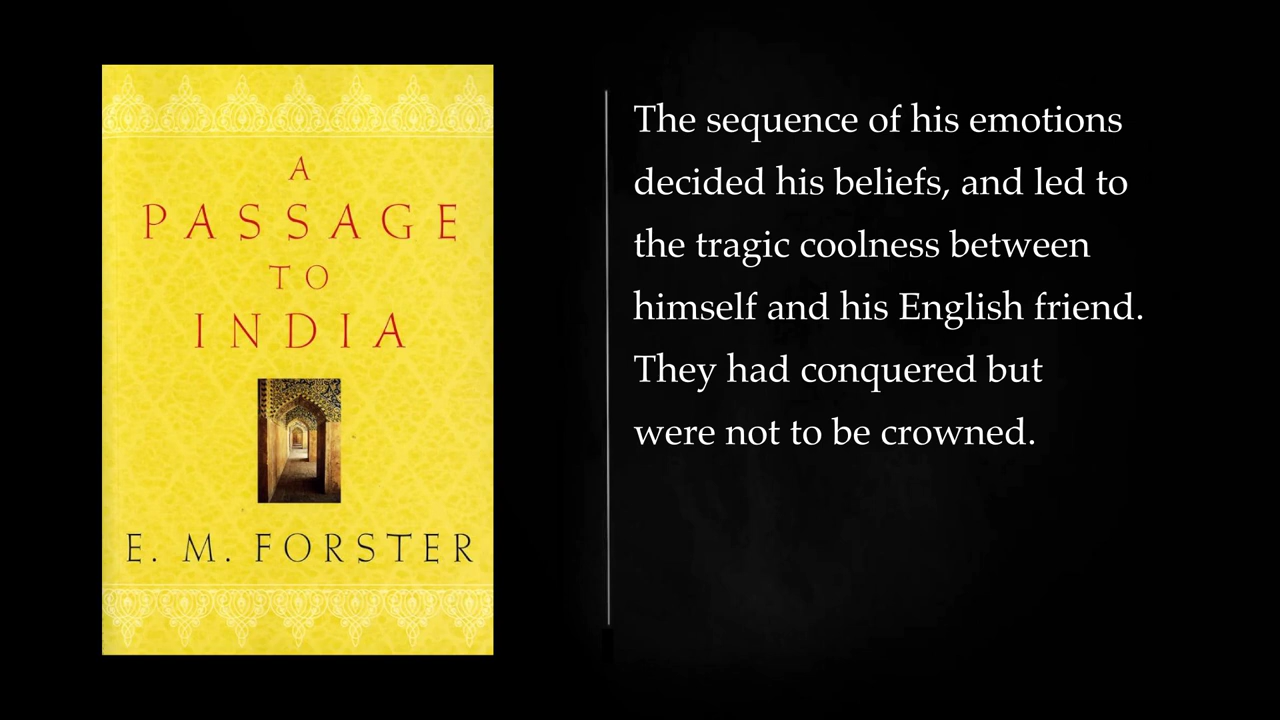 A
PASSAGE
TO
INDIA
E. M. FORSTER
The sequence of his emotions
decided his beliefs, and led to
the tragic coolness between
himself and his English friend.
They had conquered but
were not to be crowned.